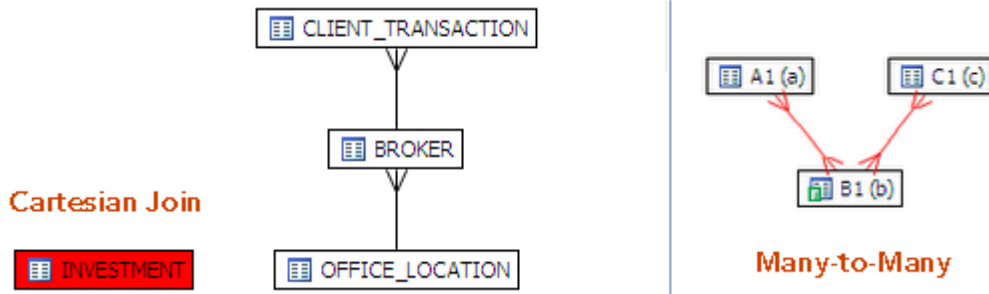 CLIENT_TRANSACTION
BROKER
Cartesian Join
INVESTMENT
OFFICE_LOCATION
A1 (a)
C1 (c)
B1 (b)
Many-to-Many